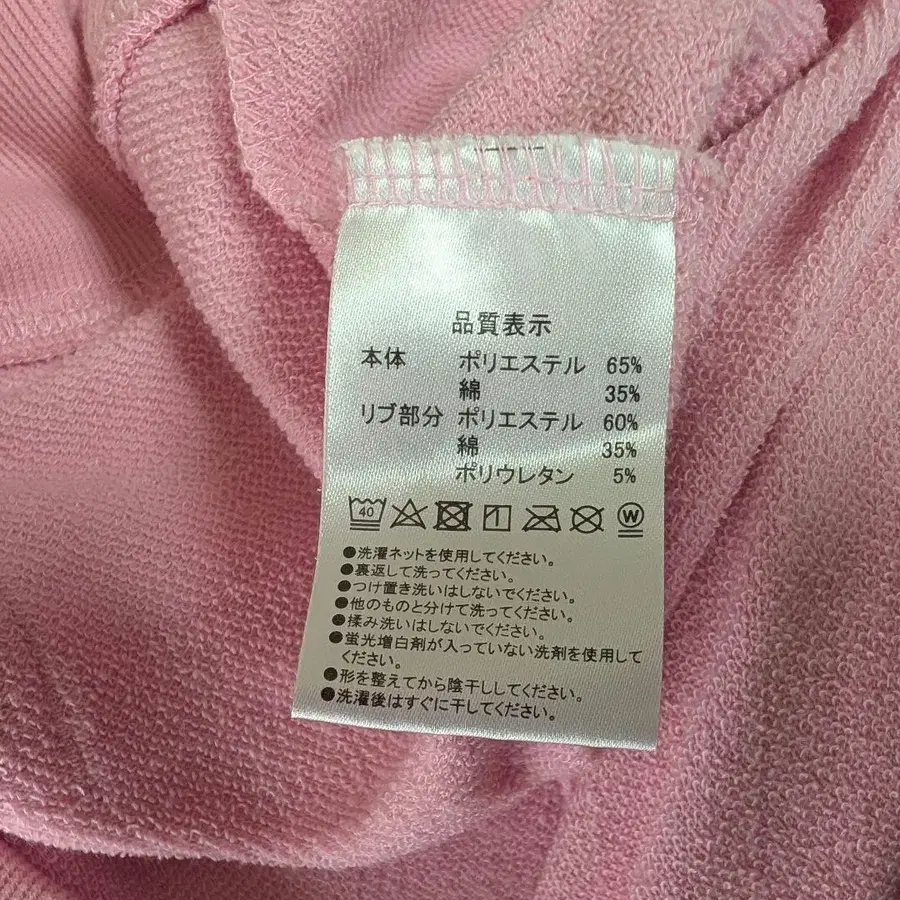 品質表示
本体 ポリエステル 65%
綿 35%
リブ部分 ポリエステル 60%
綿 35%
ポリウレタン 5%
40 W
●洗濯ネットを使用してください。
●裏返して洗ってください。
●つけ置き洗いはしないでください。
●他のものと分けて洗ってください。
●揉み洗いはしないでください。
●蛍光増白剤が入っていない洗剤を使用して
ください。
●形を整えてから陰干ししてください。
●洗濯後はすぐに干してください。